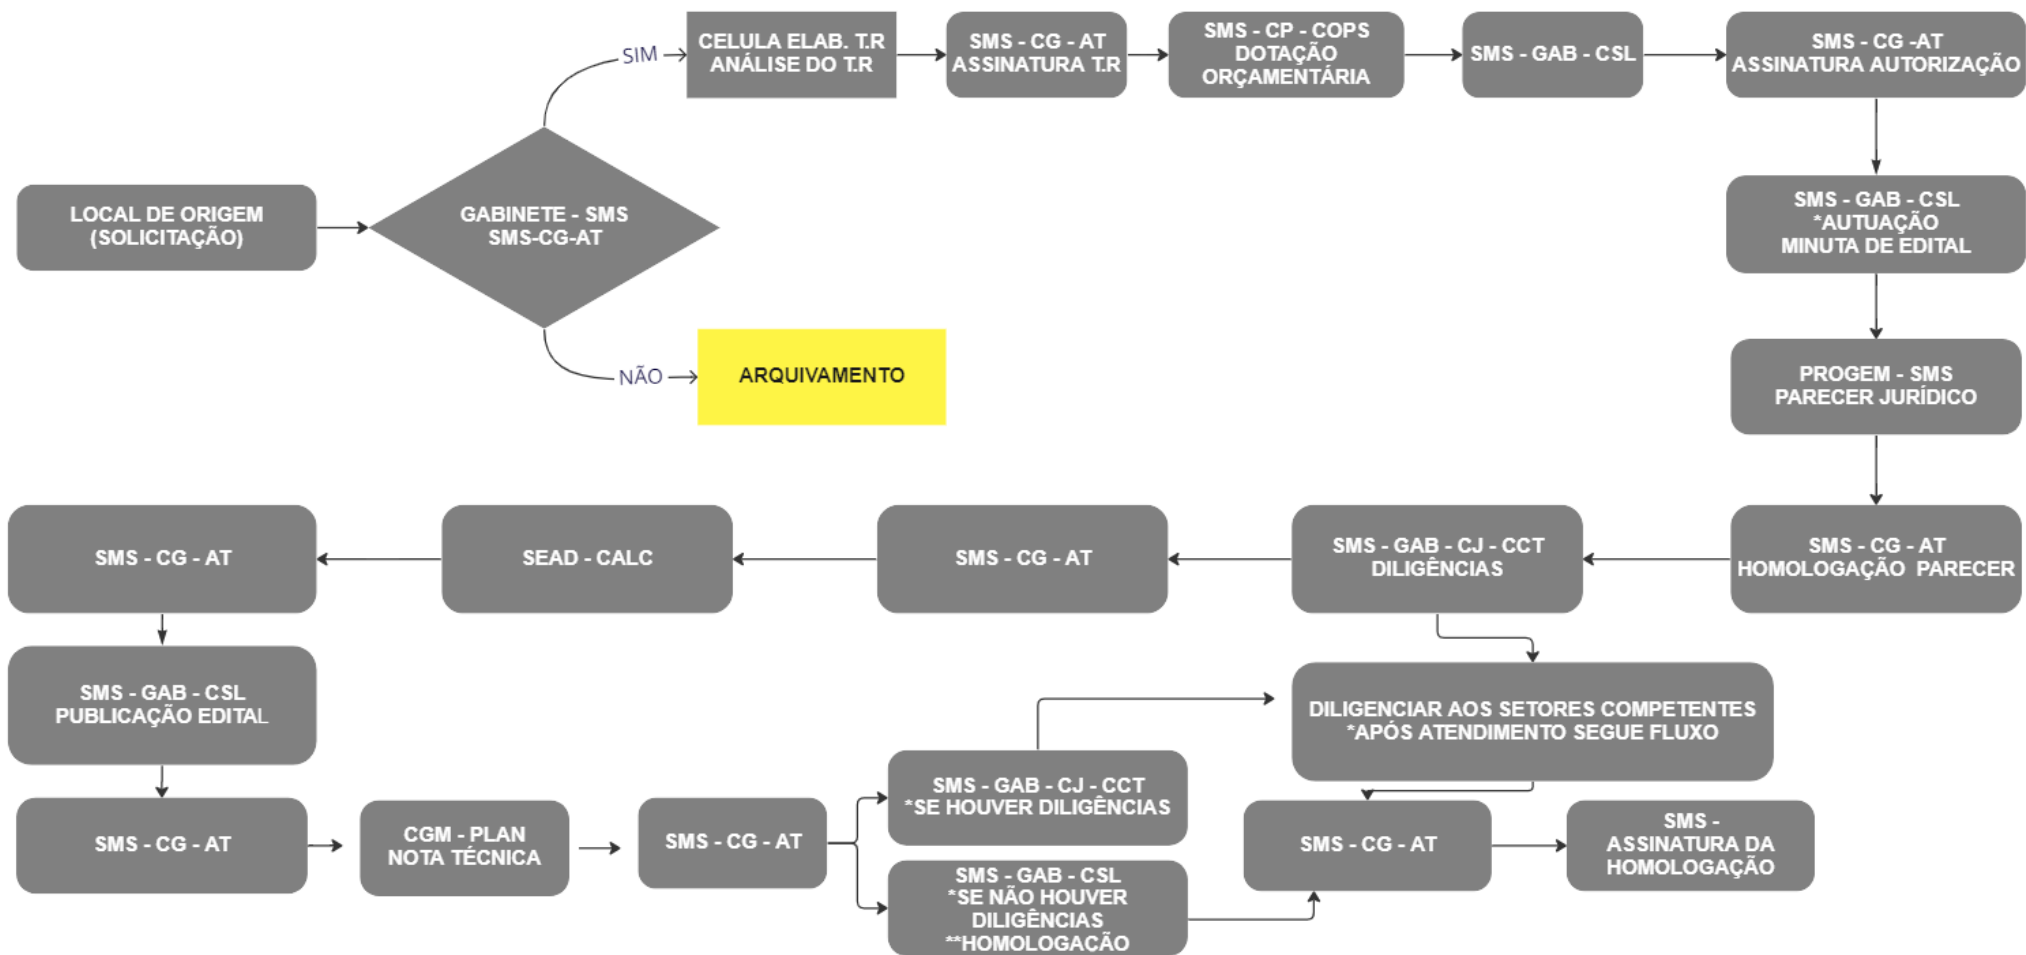 LOCAL DE ORIGEM
(SOLICITAÇÃO)
GABINETE - SMS
SMS-CG-AT
SIM
CELULA ELAB. T.R
ANÁLISE DO T.R
SMS - CG - AT
ASSINATURA T.R
SMS - CP - COPS
DOTAÇÃO
ORÇAMENTÁRIA
SMS - GAB - CSL
SMS - CG -AT
ASSINATURA AUTORIZAÇÃO
NÃO
ARQUIVAMENTO
SMS - GAB - CSL
*AUTUAÇÃO
MINUTA DE EDITAL
PROGEM - SMS
PARECER JURÍDICO
SMS - CG - AT
HOMOLOGAÇÃO  PARECER
SMS - GAB - CJ - CCT
DILIGÊNCIAS
SMS - CG - AT
SEAD - CALC
SMS - CG - AT
SMS - GAB - CSL
PUBLICAÇÃO EDITAL
SMS - CG - AT
CGM - PLAN
NOTA TÉCNICA
SMS - CG - AT
SMS - GAB - CJ - CCT
*SE HOUVER DILIGÊNCIAS
SMS - GAB - CSL
*SE NÃO HOUVER
DILIGÊNCIAS
**HOMOLOGAÇÃO
DILIGENCIAR AOS SETORES COMPETENTES
*APÓS ATENDIMENTO SEGUE FLUXO
SMS - CG - AT
SMS -
ASSINATURA DA
HOMOLOGAÇÃO